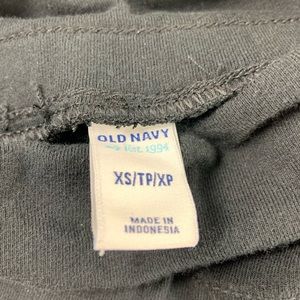 OLD NAVY
Est. 1994
XS/TP/XP
MADE IN
INDONESIA